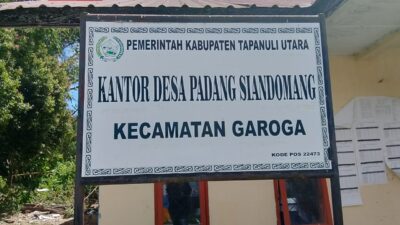 PEMERINTAH KABUPATEN TAPANULI UTARA
KANTOR DESA PADANG SIANDOMANG
KECAMATAN GAROGA
KODE POS 22473